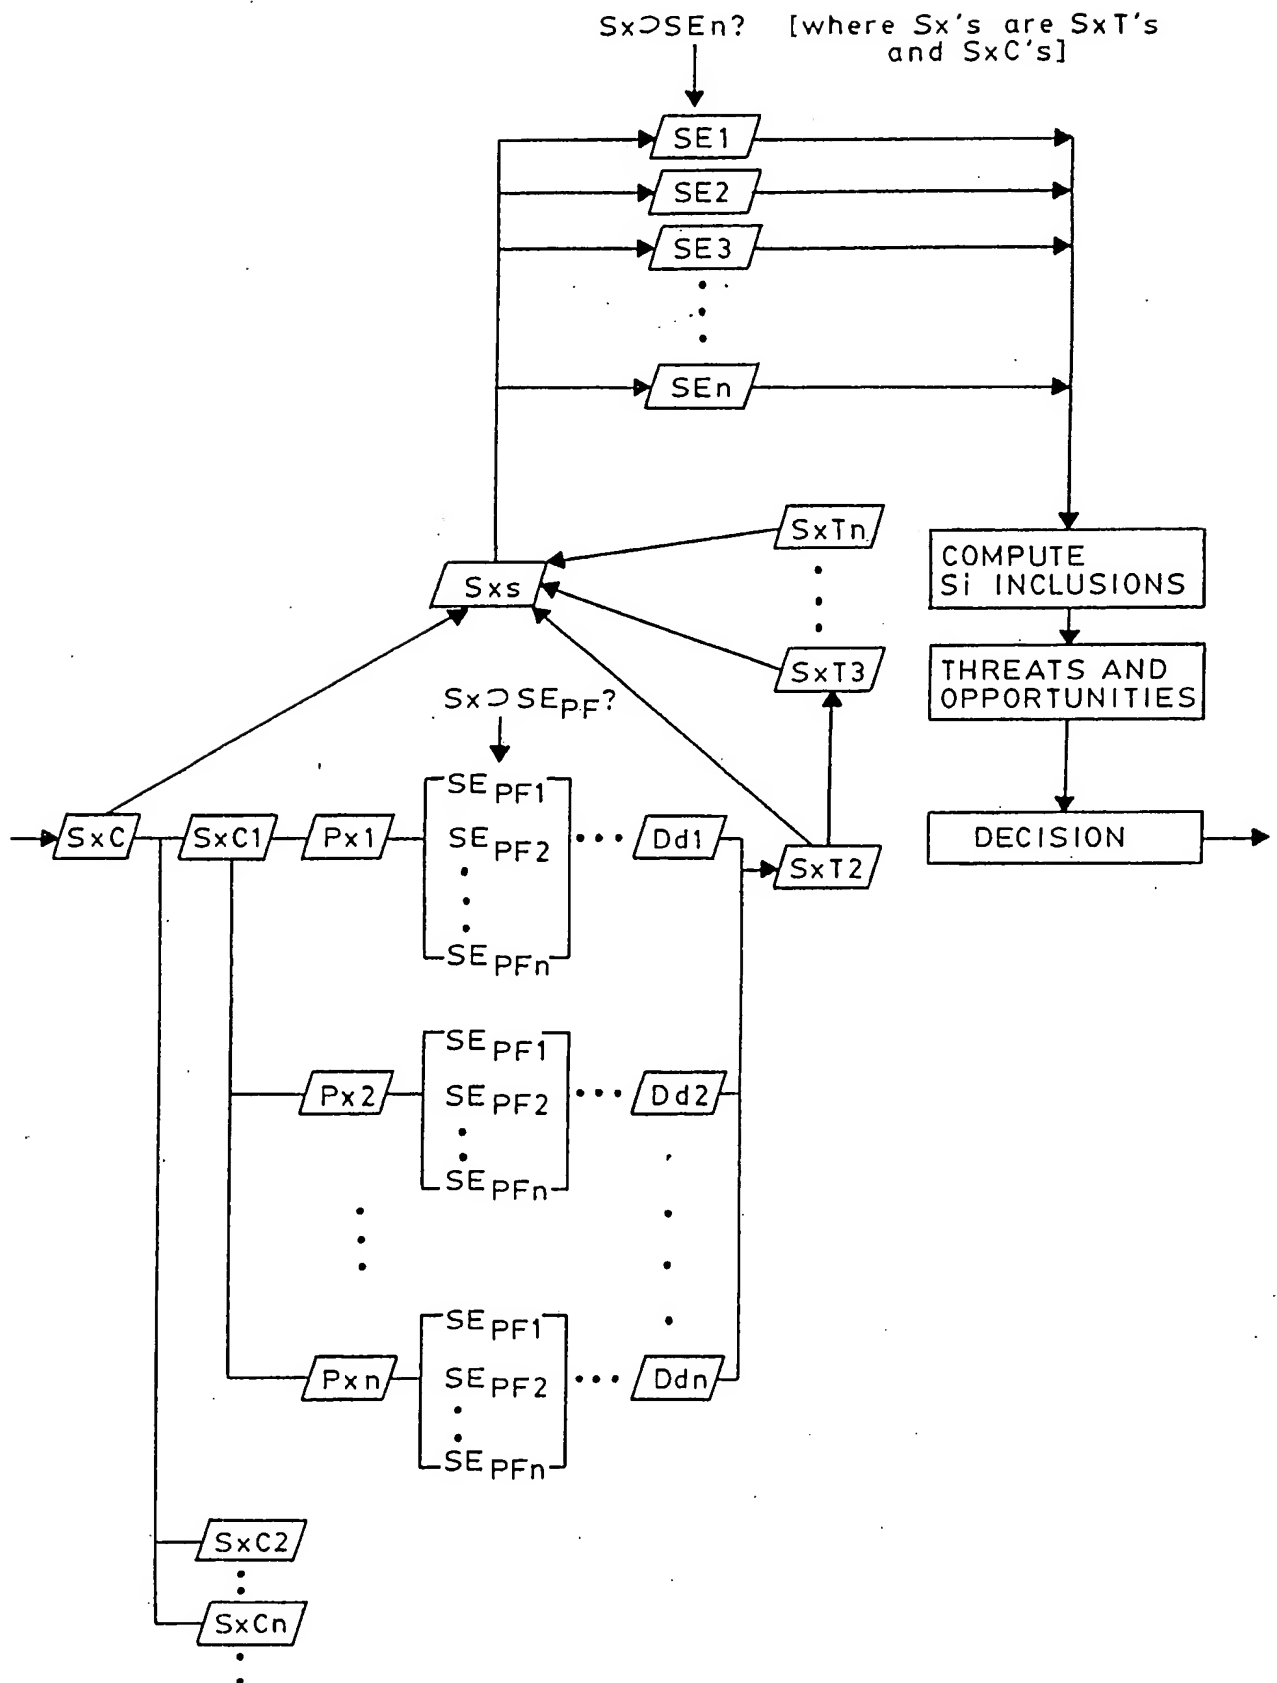 Sx⊃SEn? [where Sx's are SxT's
and SxC's]
SE1
SE2
SE3
SEn
SxTn
COMPUTE
Si INCLUSIONS
Sxs
SxT3
THREATS AND
OPPORTUNITIES
Sx⊃SEPF?
SEPF1
SxC SxC1 Px1 SEPF2 Dd1 DECISION
SxT2
SEPFn
SEPF1
Px2 SEPF2 Dd2
SEPFn
SEPF1
Pxn SEPF2 Ddn
SEPFn
SxC2
SxCn